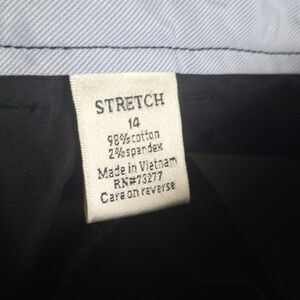 STRETCH
14
98% cotton
2% spandex
Made in Vietnam
RN#73277
Care on reverse